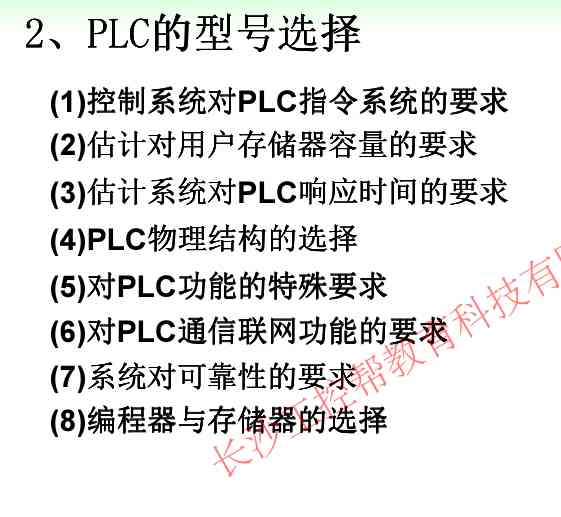 2、PLC的型号选择
(1)控制系统对PLC指令系统的要求
(2)估计对用户存储器容量的要求
(3)估计系统对PLC响应时间的要求
(4)PLC物理结构的选择
(5)对PLC功能的特殊要求
(6)对PLC通信联网功能的要求
(7)系统对可靠性的要求
(8)编程器与存储器的选择
长沙工控帮教育科技有